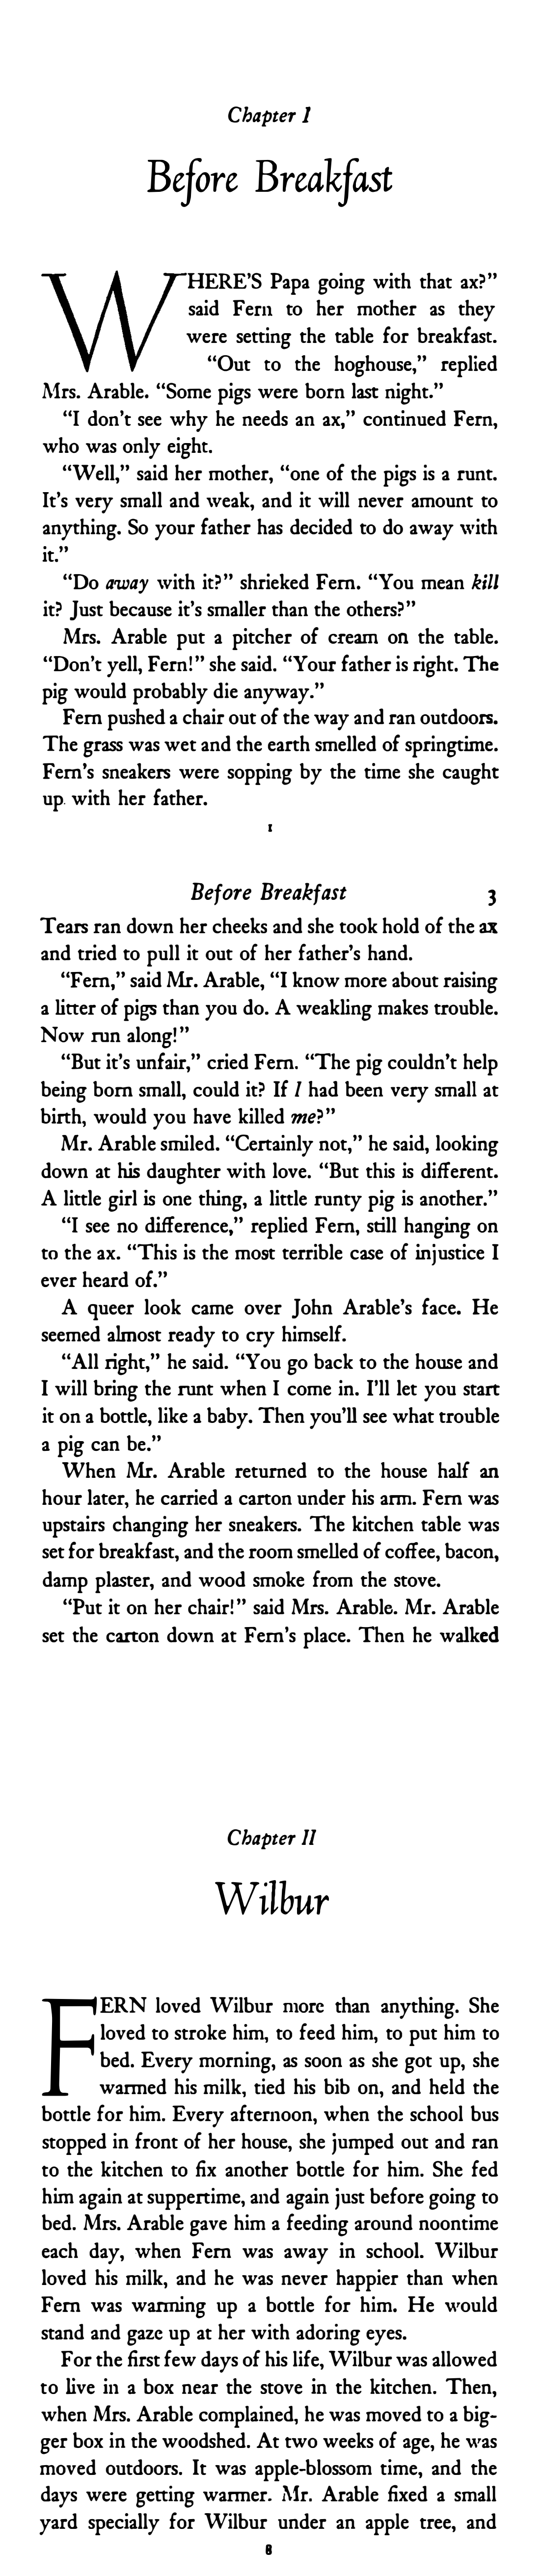 Chapter I
Before Breakfast
WHERE'S Papa going with that ax?”
said Fern to her mother as they
were setting the table for breakfast.
“Out to the hoghouse,” replied
Mrs. Arable. “Some pigs were born last night.”
“I don't see why he needs an ax,” continued Fern,
who was only eight.
“Well,” said her mother, “one of the pigs is a runt.
It's very small and weak, and it will never amount to
anything. So your father has decided to do away with
it.”
“Do away with it?” shrieked Fern. “You mean kill
it? Just because it's smaller than the others?”
Mrs. Arable put a pitcher of cream on the table.
“Don't yell, Fern!” she said. “Your father is right. The
pig would probably die anyway.”
Fern pushed a chair out of the way and ran outdoors.
The grass was wet and the earth smelled of springtime.
Fern's sneakers were sopping by the time she caught
up with her father.
1
Before Breakfast 3
Tears ran down her cheeks and she took hold of the ax
and tried to pull it out of her father's hand.
“Fern,” said Mr. Arable, “I know more about raising
a litter of pigs than you do. A weakling makes trouble.
Now run along!”
“But it's unfair,” cried Fern. “The pig couldn't help
being born small, could it? If I had been very small at
birth, would you have killed me?”
Mr. Arable smiled. “Certainly not,” he said, looking
down at his daughter with love. “But this is different.
A little girl is one thing, a little runty pig is another.”
“I see no difference,” replied Fern, still hanging on
to the ax. “This is the most terrible case of injustice I
ever heard of.”
A queer look came over John Arable's face. He
seemed almost ready to cry himself.
“All right,” he said. “You go back to the house and
I will bring the runt when I come in. I'll let you start
it on a bottle, like a baby. Then you'll see what trouble
a pig can be.”
When Mr. Arable returned to the house half an
hour later, he carried a carton under his arm. Fern was
upstairs changing her sneakers. The kitchen table was
set for breakfast, and the room smelled of coffee, bacon,
damp plaster, and wood smoke from the stove.
“Put it on her chair!” said Mrs. Arable. Mr. Arable
set the carton down at Fern's place. Then he walked
Chapter II
Wilbur
FERN loved Wilbur more than anything. She
loved to stroke him, to feed him, to put him to
bed. Every morning, as soon as she got up, she
warmed his milk, tied his bib on, and held the
bottle for him. Every afternoon, when the school bus
stopped in front of her house, she jumped out and ran
to the kitchen to fix another bottle for him. She fed
him again at suppertime, and again just before going to
bed. Mrs. Arable gave him a feeding around noontime
each day, when Fern was away in school. Wilbur
loved his milk, and he was never happier than when
Fern was warming up a bottle for him. He would
stand and gaze up at her with adoring eyes.
For the first few days of his life, Wilbur was allowed
to live in a box near the stove in the kitchen. Then,
when Mrs. Arable complained, he was moved to a big-
ger box in the woodshed. At two weeks of age, he was
moved outdoors. It was apple-blossom time, and the
days were getting warmer. Mr. Arable fixed a small
yard specially for Wilbur under an apple tree, and
8